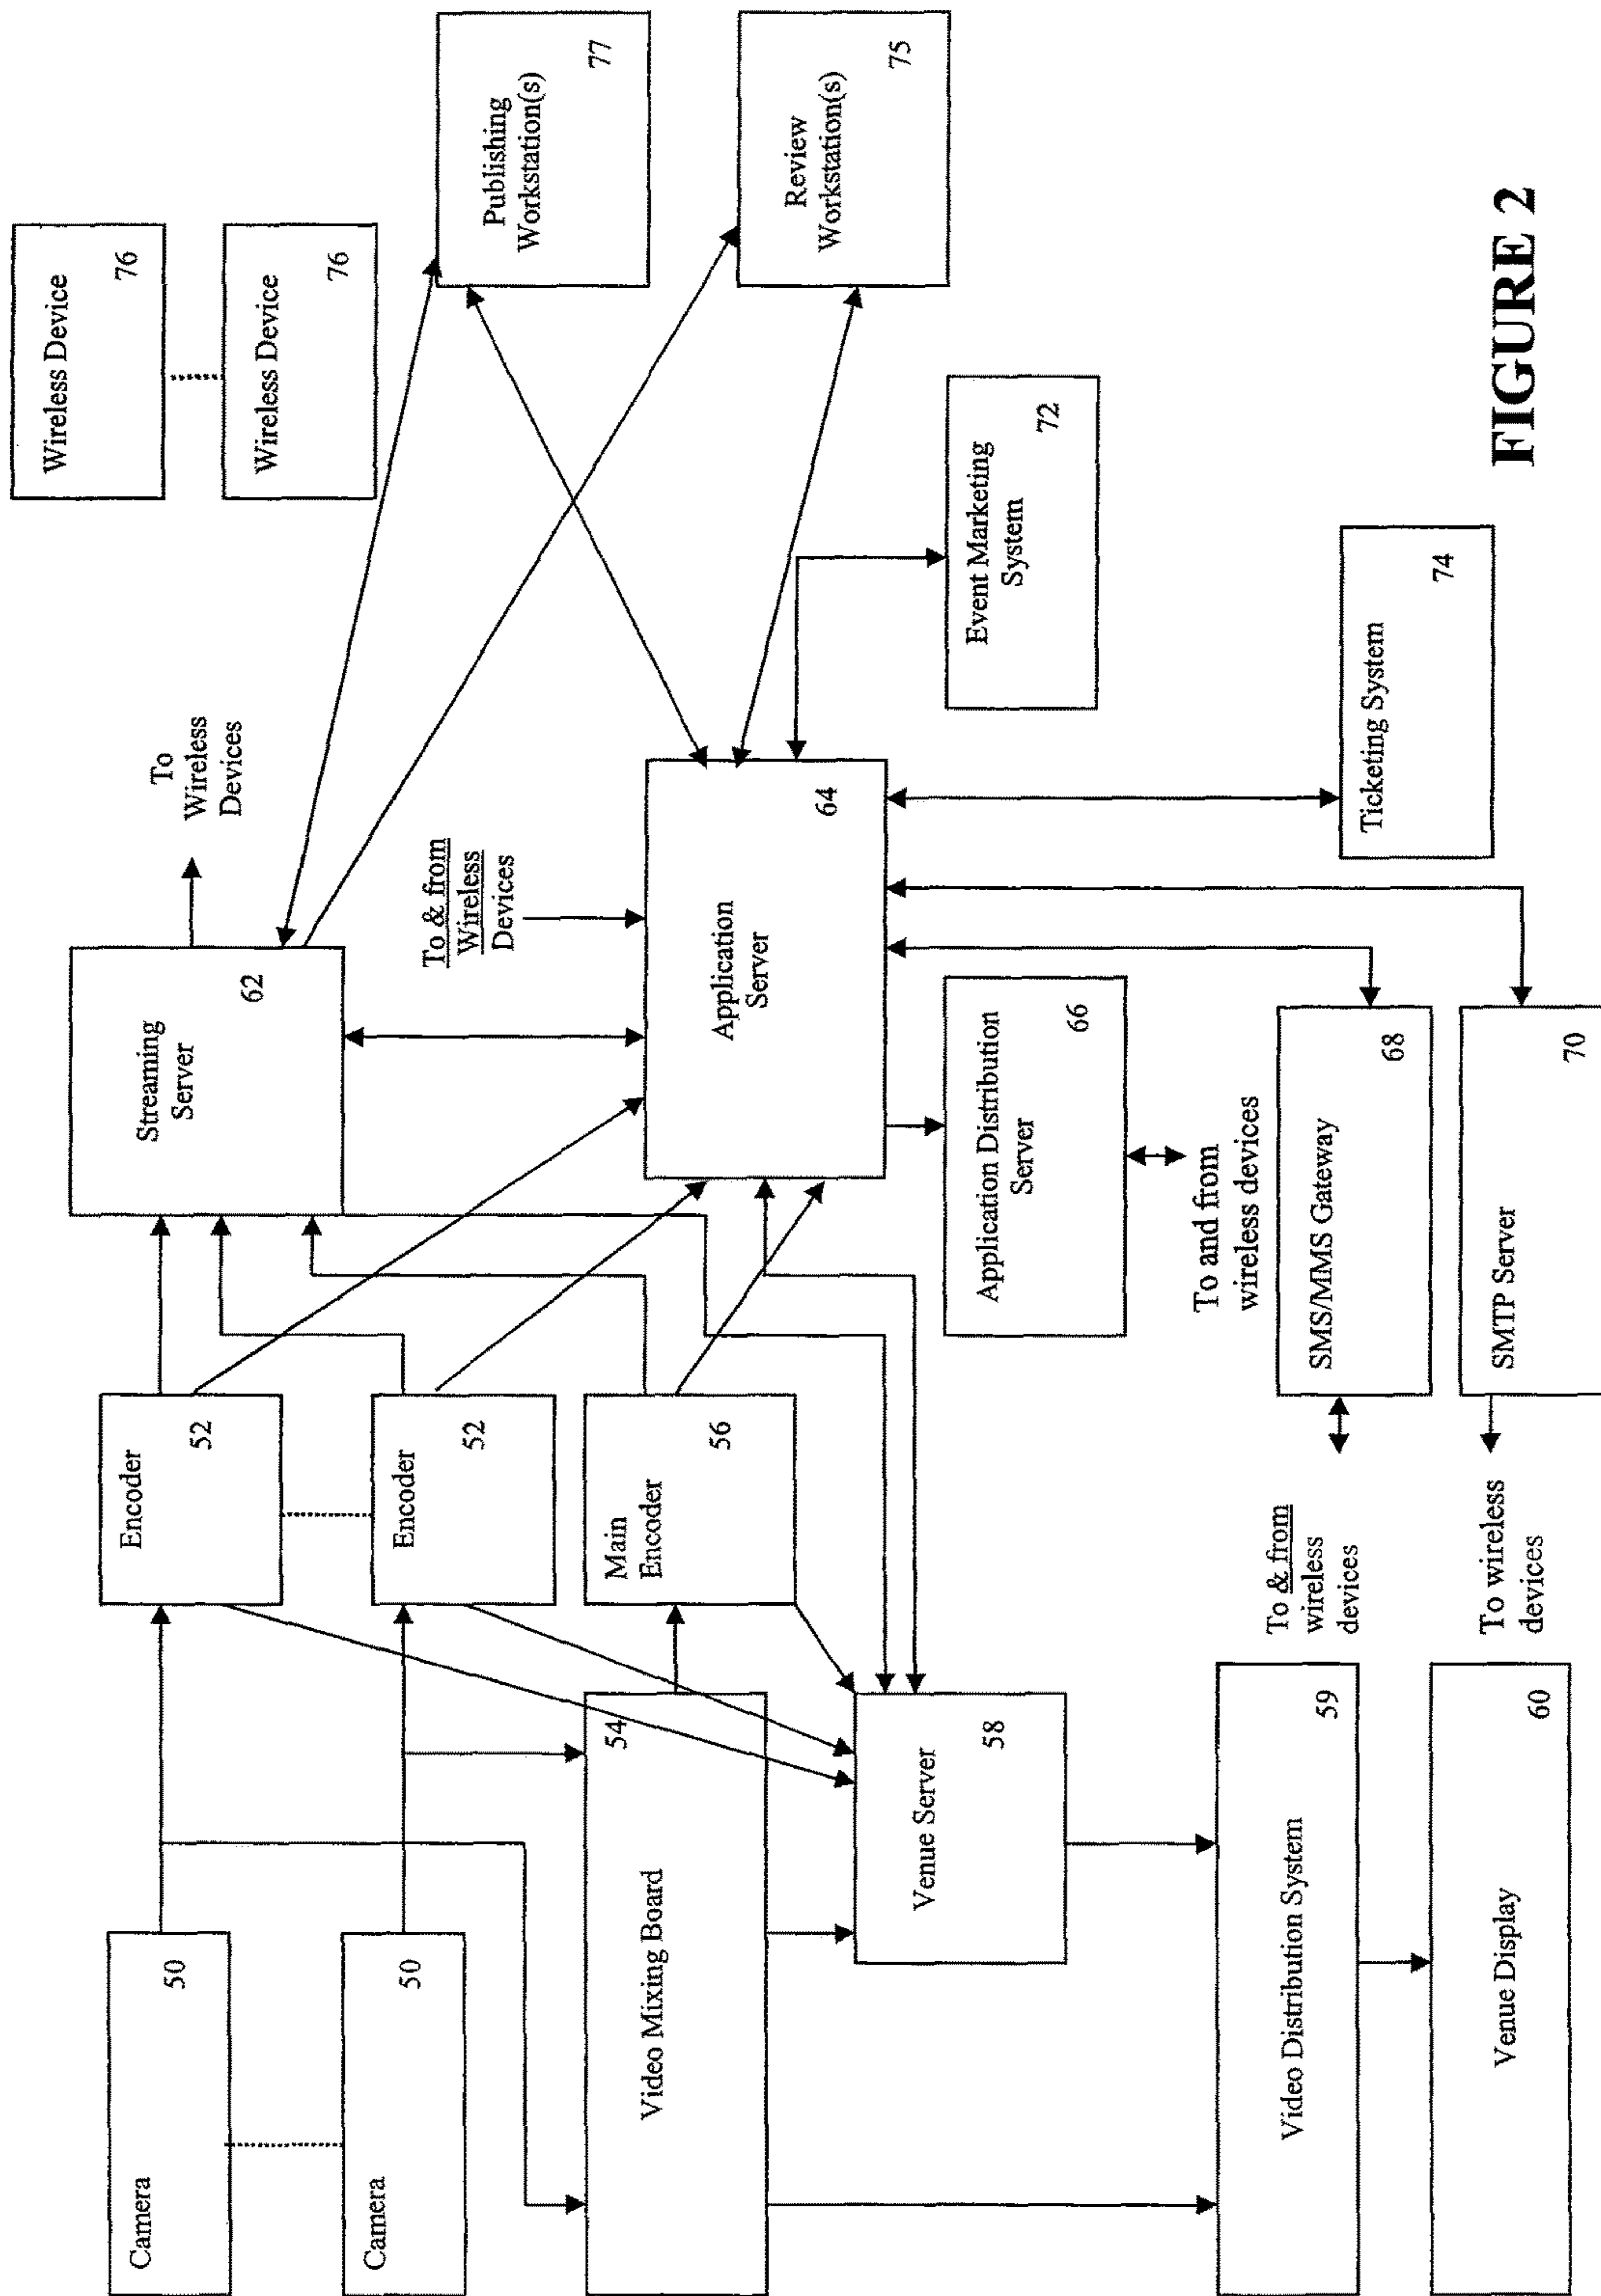 Camera
50
Camera
50
Encoder
52
Encoder
52
Main
Encoder
56
Video Mixing Board
54
Venue Server
58
Video Distribution System
59
Venue Display
60
Streaming
Server
62
To
Wireless
Devices
To & from
Wireless
Devices
Application
Server
64
Application Distribution
Server
66
To and from
wireless devices
SMS/MMS Gateway
68
To & from
wireless
devices
SMTP Server
70
To wireless
devices
Event Marketing
System
72
Ticketing System
74
Wireless Device
76
Wireless Device
76
Publishing
Workstation(s)
77
Review
Workstation(s)
75
FIGURE 2